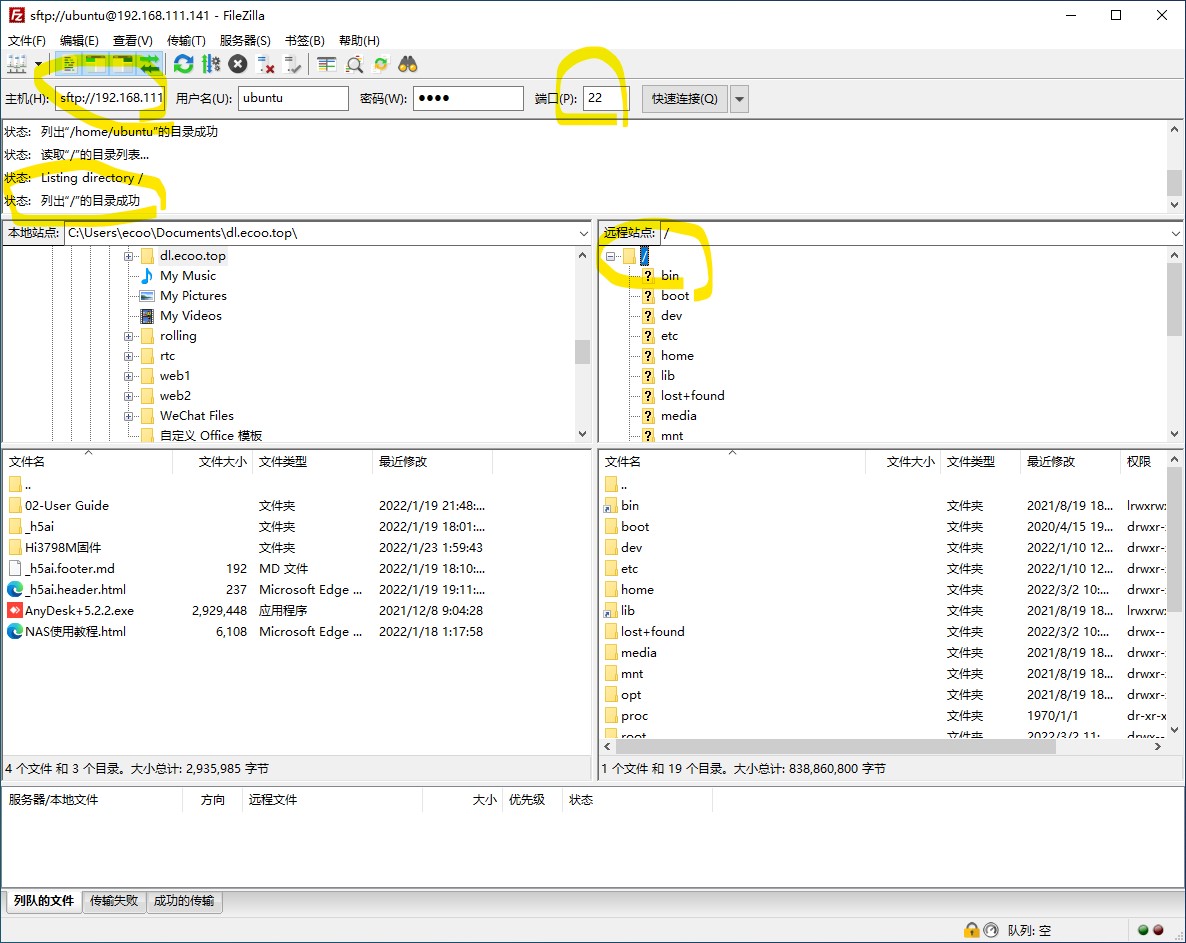 sftp://ubuntu@192.168.111.141 - FileZilla
文件(F) 编辑(E) 查看(V) 传输(T) 服务器(S) 书签(B) 帮助(H)
主机(H): sftp://192.168.111 用户名(U): ubuntu 密码(W): ●●●● 端口(P): 22 快速连接(Q)
状态: 列出“/home/ubuntu”的目录成功
状态: 读取“/”的目录列表...
状态: Listing directory /
状态: 列出“/”的目录成功
本地站点: C:\Users\ecoo\Documents\dl.ecoo.top\
dl.ecoo.top
My Music
My Pictures
My Videos
rolling
rtc
web1
web2
WeChat Files
自定义 Office 模板
远程站点: /
/
bin
boot
dev
etc
home
lib
lost+found
media
mnt
文件名 文件大小 文件类型 最近修改
..
02-User Guide 文件夹 2022/1/19 21:48:...
_h5ai 文件夹 2022/1/19 18:01:...
Hi3798M固件 文件夹 2022/1/23 1:59:43
_h5ai.footer.md 192 MD 文件 2022/1/19 18:10:...
_h5ai.header.html 237 Microsoft Edge ... 2022/1/19 19:11:...
AnyDesk+5.2.2.exe 2,929,448 应用程序 2021/12/8 9:04:28
NAS使用教程.html 6,108 Microsoft Edge ... 2022/1/18 1:17:58
4 个文件 和 3 个目录。大小总计: 2,935,985 字节
文件名 文件大小 文件类型 最近修改 权限
..
bin 文件夹 2021/8/19 18... lrwxrw
boot 文件夹 2020/4/15 19... drwxr-
dev 文件夹 2022/1/10 12... drwxr-
etc 文件夹 2022/1/10 12... drwxr-
home 文件夹 2022/3/2 10:... drwxr-
lib 文件夹 2021/8/19 18... lrwxrw
lost+found 文件夹 2022/3/2 10:... drwx--
media 文件夹 2021/8/19 18... drwxr-
mnt 文件夹 2021/8/19 18... drwxr-
opt 文件夹 2021/8/19 18... drwxr-
proc 文件夹 1970/1/1 dr-xr-x
root 文件夹 2022/3/2 11:... drwx--
1 个文件 和 19 个目录。大小总计: 838,860,800 字节
服务器/本地文件 方向 远程文件 大小 优先级 状态
列队的文件 传输失败 成功的传输
队列: 空